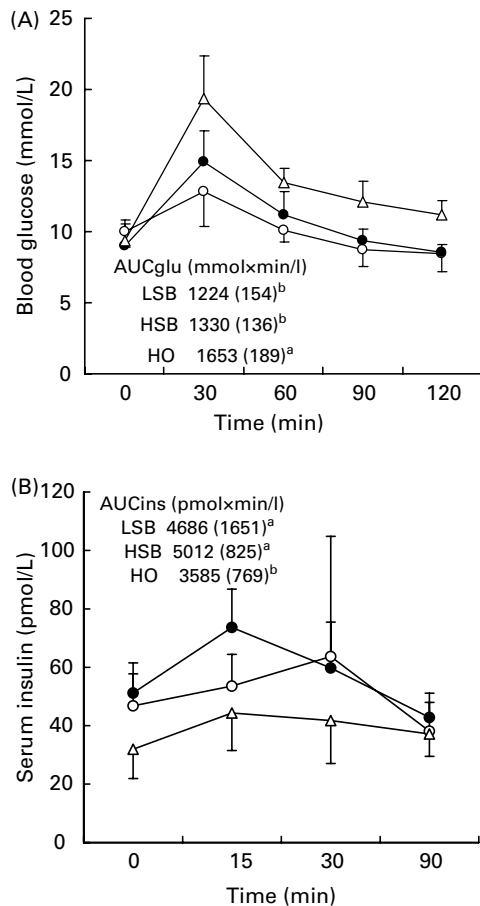 (A)
25
20
15
10
5
0
Blood glucose (mmol/L)
AUCglu (mmol×min/l)
LSB 1224 (154)ᵇ
HSB 1330 (136)ᵇ
HO 1653 (189)ᵃ
0 30 60 90 120
Time (min)
(B)
120
100
80
60
40
20
0
Serum insulin (pmol/L)
AUCins (pmol×min/l)
LSB 4686 (1651)ᵃ
HSB 5012 (825)ᵃ
HO 3585 (769)ᵇ
0 15 30 90
Time (min)